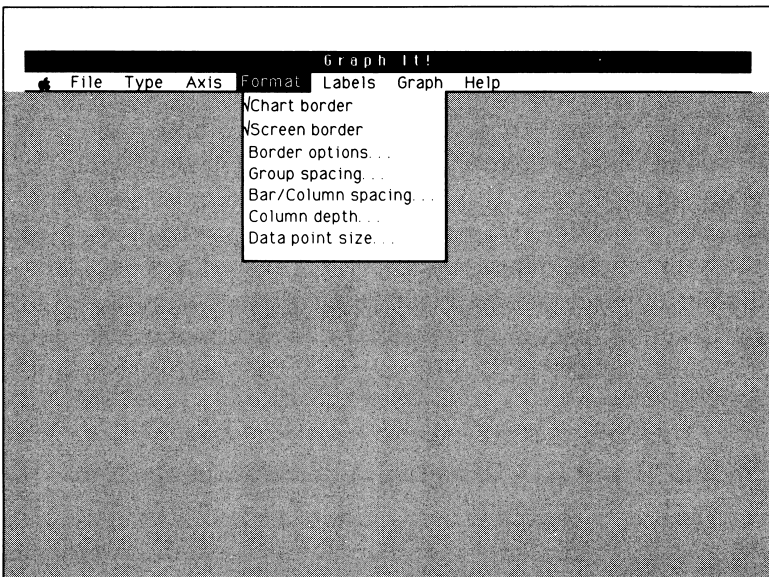 Graph It!
File Type Axis Format Labels Graph Help
√Chart border
√Screen border
Border options...
Group spacing...
Bar/Column spacing...
Column depth...
Data point size...